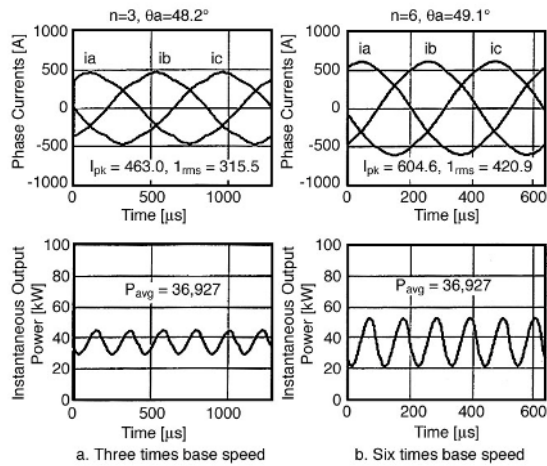 n=3, θa=48.2°
n=6, θa=49.1°
1000
500
0
-500
-1000
Phase Currents [A]
ia ib ic
Ipk = 463.0, 1rms = 315.5
0 500 1000
Time [µs]
1000
500
0
-500
-1000
Phase Currents [A]
ia ib ic
Ipk = 604.6, 1rms = 420.9
0 200 400 600
Time [µs]
100
80
60
40
20
0
Instantaneous Output
Power [kW]
Pavg = 36,927
0 500 1000
Time [µs]
a. Three times base speed
100
80
60
40
20
0
Instantaneous Output
Power [kW]
Pavg = 36,927
0 200 400 600
Time [µs]
b. Six times base speed